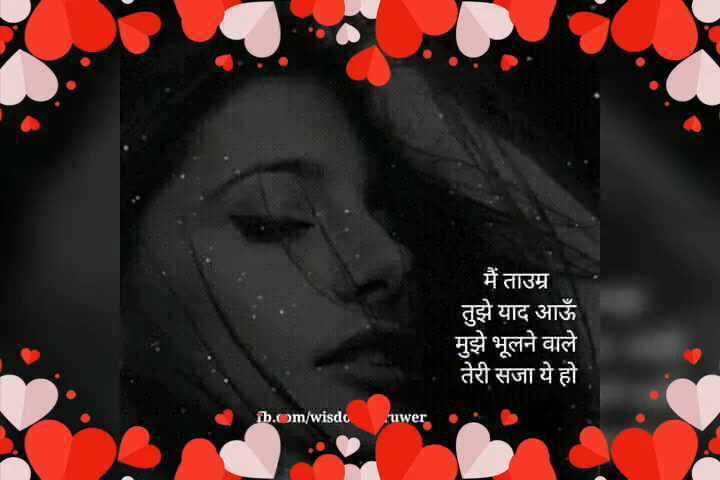 मैं ताउम्र
तुझे याद आऊँ
मुझे भूलने वाले
तेरी सजा ये हो